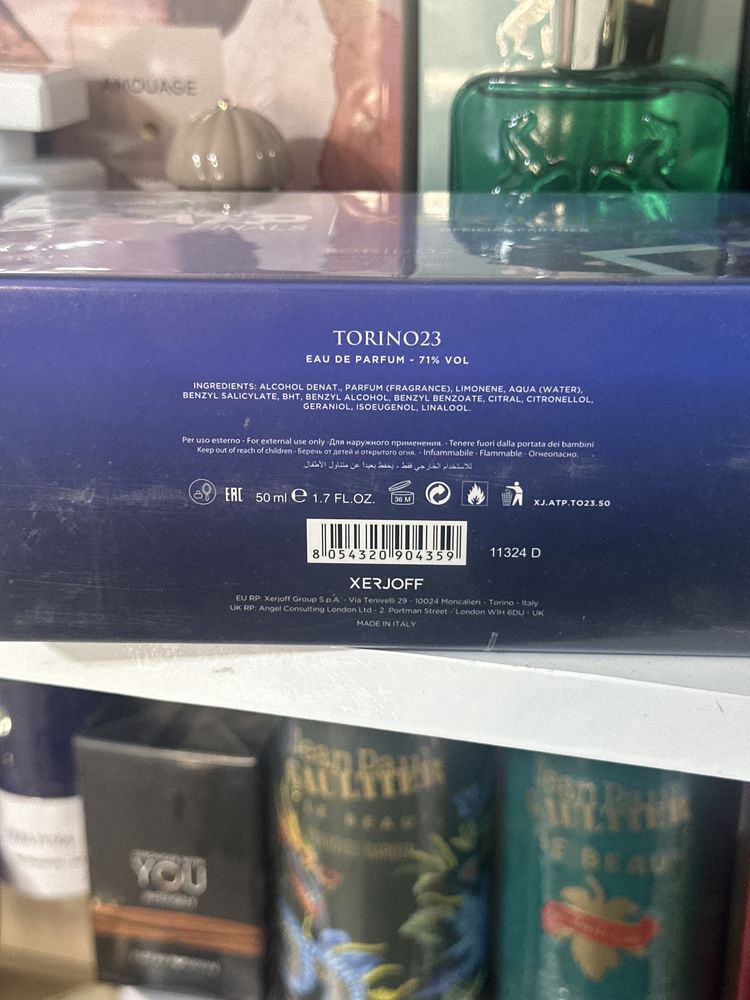 AMOUAGE
TORINO23
TORINO23
EAU DE PARFUM - 71% VOL
INGREDIENTS: ALCOHOL DENAT., PARFUM (FRAGRANCE), LIMONENE, AQUA (WATER),
BENZYL SALICYLATE, BHT, BENZYL ALCOHOL, BENZYL BENZOATE, CITRAL, CITRONELLOL,
GERANIOL, ISOEUGENOL, LINALOOL.
Per uso esterno - For external use only -Для наружного применения. - Tenere fuori dalla portata dei bambini
Keep out of reach of children - Беречь от детей и открытого огня. - Infiammabile - Flammable - Огнеопасно.
للاستخدام الخارجي فقط - يحفظ بعيدا عن متناول الأطفال.
EAC 50 ml e 1.7 FL.OZ. 36 M XJ.ATP.TO23.50
8 054320 904359 11324 D
XERJOFF
EU RP: Xerjoff Group S.p.A. - Via Tenivelli 29 - 10024 Moncalieri - Torino - Italy
UK RP: Angel Consulting London Ltd - 2 Portman Street - London W1H 6DU - UK
MADE IN ITALY
YOU
Jean Paul
GAULTIER
LE BEAU
Jean Paul
GAULTIER
LE BEAU